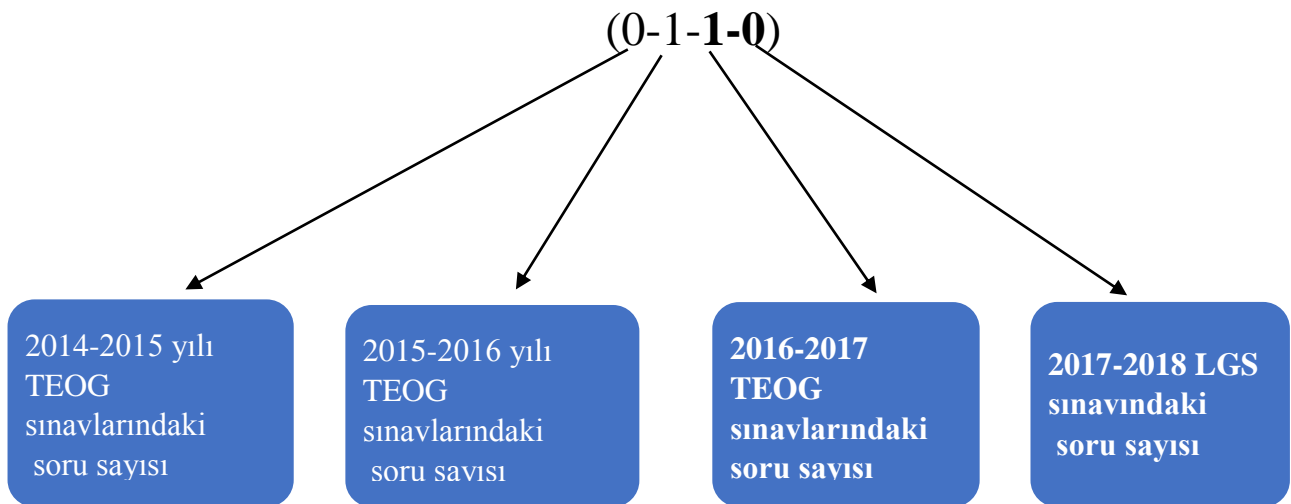 (0-1-1-0)
2014-2015 yılı
TEOG
sınavlarındaki
soru sayısı
2015-2016 yılı
TEOG
sınavlarındaki
soru sayısı
2016-2017
TEOG
sınavlarındaki
soru sayısı
2017-2018 LGS
sınavındaki
soru sayısı